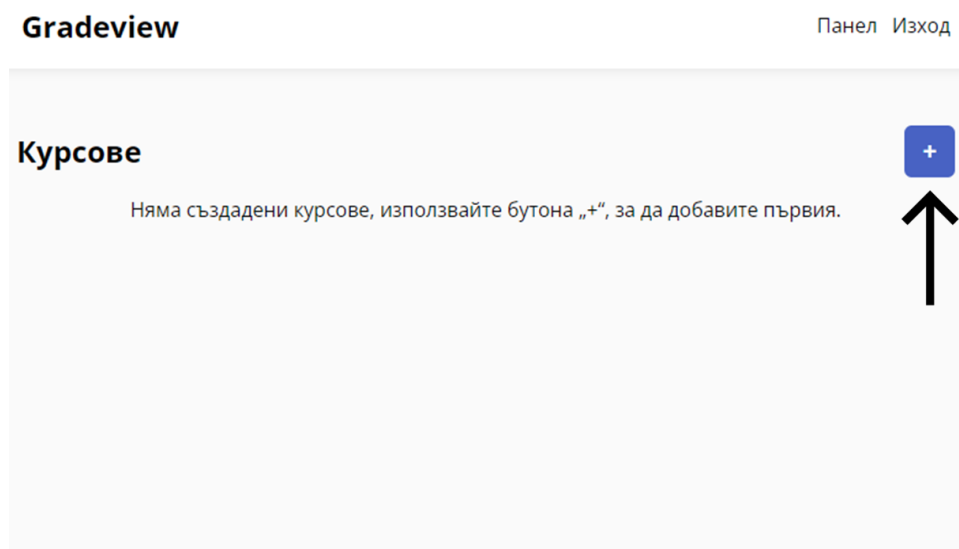 Gradeview
Панел Изход
Курсове
+
Няма създадени курсове, използвайте бутона „+“, за да добавите първия.